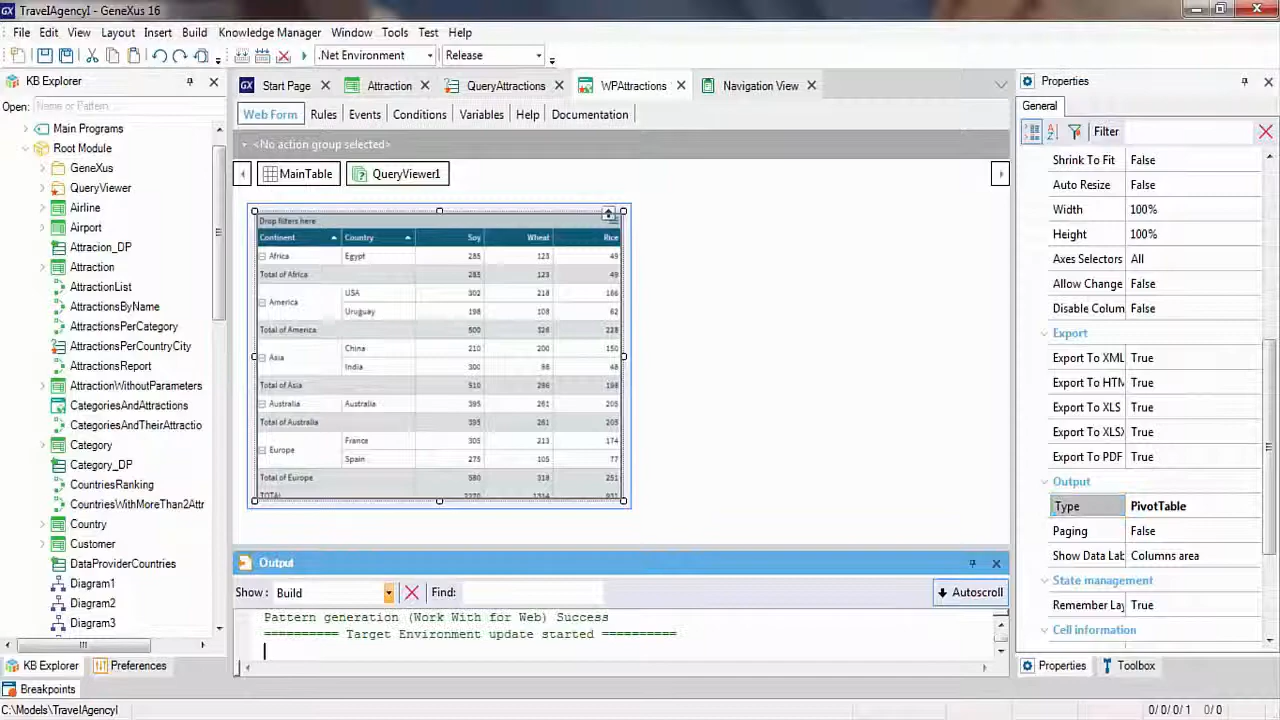 TravelAgencyI - GeneXus 16
File Edit View Layout Insert Build Knowledge Manager Window Tools Test Help
.Net Environment Release
KB Explorer
Open: Name or Pattern
Main Programs
Root Module
GeneXus
QueryViewer
Airline
Airport
Attracion_DP
Attraction
AttractionList
AttractionsByName
AttractionsPerCategory
AttractionsPerCountryCity
AttractionsReport
AttractionWithoutParameters
CategoriesAndAttractions
CategoriesAndTheirAttractio
Category
Category_DP
CountriesRanking
CountriesWithMoreThan2Attr
Country
Customer
DataProviderCountries
Diagram1
Diagram2
Diagram3
KB Explorer Preferences
Breakpoints
C:\Models\TravelAgencyI
Start Page Attraction QueryAttractions WPAttractions Navigation View
Web Form Rules Events Conditions Variables Help Documentation
<No action group selected>
MainTable QueryViewer1
Drop filters here
Continent Country Soy Wheat Rice
Africa Egypt 285 123 49
Total of Africa 285 123 49
America USA 302 218 166
Uruguay 198 108 62
Total of America 500 326 228
Asia China 210 200 150
India 300 86 48
Total of Asia 510 286 198
Australia Australia 395 261 205
Total of Australia 395 261 205
Europe France 305 213 174
Spain 275 105 77
Total of Europe 580 318 251
TOTAL
Output
Show : Build Find: Autoscroll
Pattern generation (Work With for Web) Success
========== Target Environment update started ==========
Properties
General
Filter
Shrink To Fit False
Auto Resize False
Width 100%
Height 100%
Axes Selectors All
Allow Change False
Disable Colum False
Export
Export To XML True
Export To HTM True
Export To XLS True
Export To XLSX True
Export To PDF True
Output
Type PivotTable
Paging False
Show Data Lab Columns area
State management
Remember Lay True
Cell information
Properties Toolbox
0/0/0/1 0/0